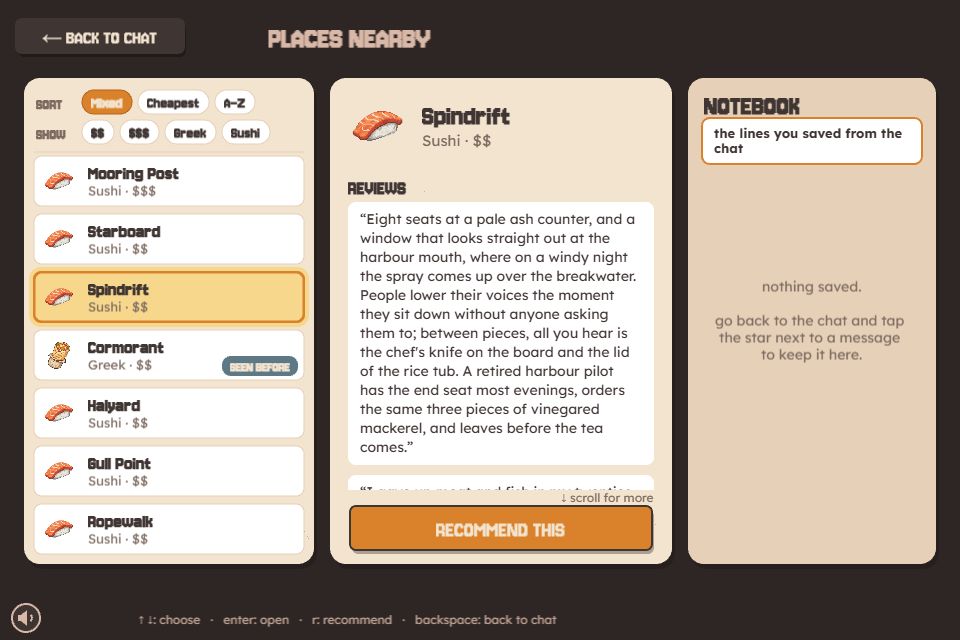 ← BACK TO CHAT
PLACES NEARBY
SORT
Mixed
Cheapest
A-Z
SHOW
$$
$$$
Greek
Sushi
Mooring Post
Sushi · $$$
Starboard
Sushi · $$
Spindrift
Sushi · $$
Cormorant
Greek · $$
SEEN BEFORE
Halyard
Sushi · $$
Gull Point
Sushi · $$
Ropewalk
Sushi · $$
Spindrift
Sushi · $$
REVIEWS
“Eight seats at a pale ash counter, and a
window that looks straight out at the
harbour mouth, where on a windy night
the spray comes up over the breakwater.
People lower their voices the moment
they sit down without anyone asking
them to; between pieces, all you hear is
the chef's knife on the board and the lid
of the rice tub. A retired harbour pilot
has the end seat most evenings, orders
the same three pieces of vinegared
mackerel, and leaves before the tea
comes.”
↓ scroll for more
RECOMMEND THIS
NOTEBOOK
the lines you saved from the
chat
nothing saved.
go back to the chat and tap
the star next to a message
to keep it here.
↑ ↓: choose · enter: open · r: recommend · backspace: back to chat